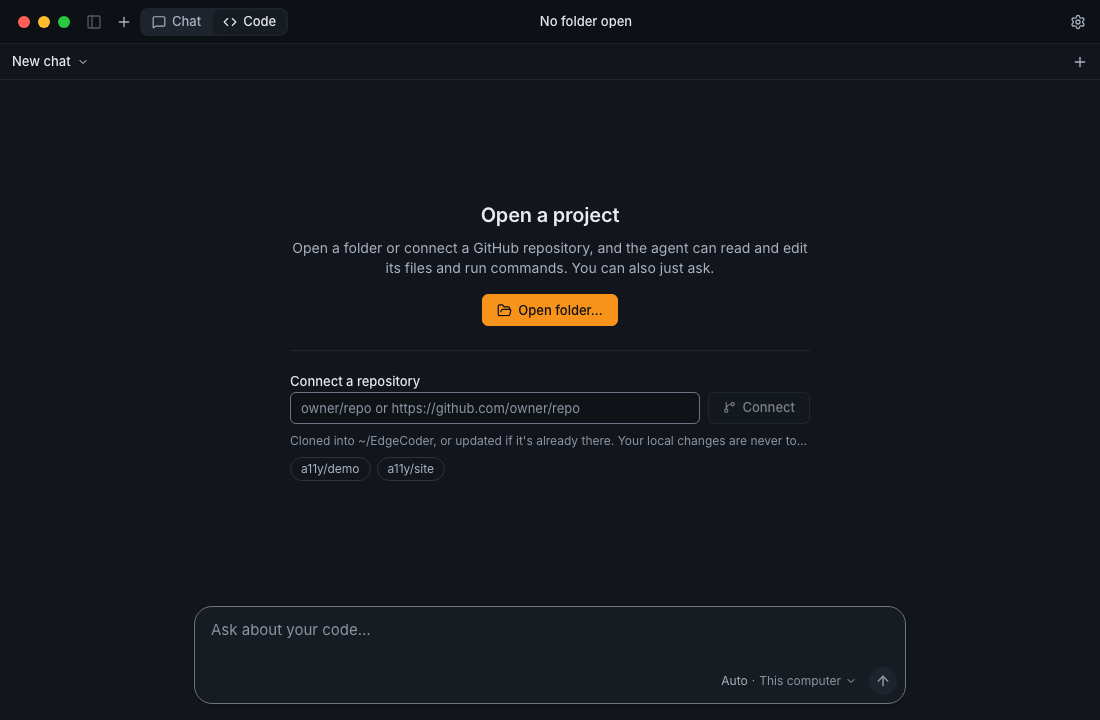 Chat
Code
No folder open
New chat
Open a project
Open a folder or connect a GitHub repository, and the agent can read and edit
its files and run commands. You can also just ask.
Open folder...
Connect a repository
owner/repo or https://github.com/owner/repo
Connect
Cloned into ~/EdgeCoder, or updated if it's already there. Your local changes are never to...
a11y/demo
a11y/site
Ask about your code...
Auto · This computer